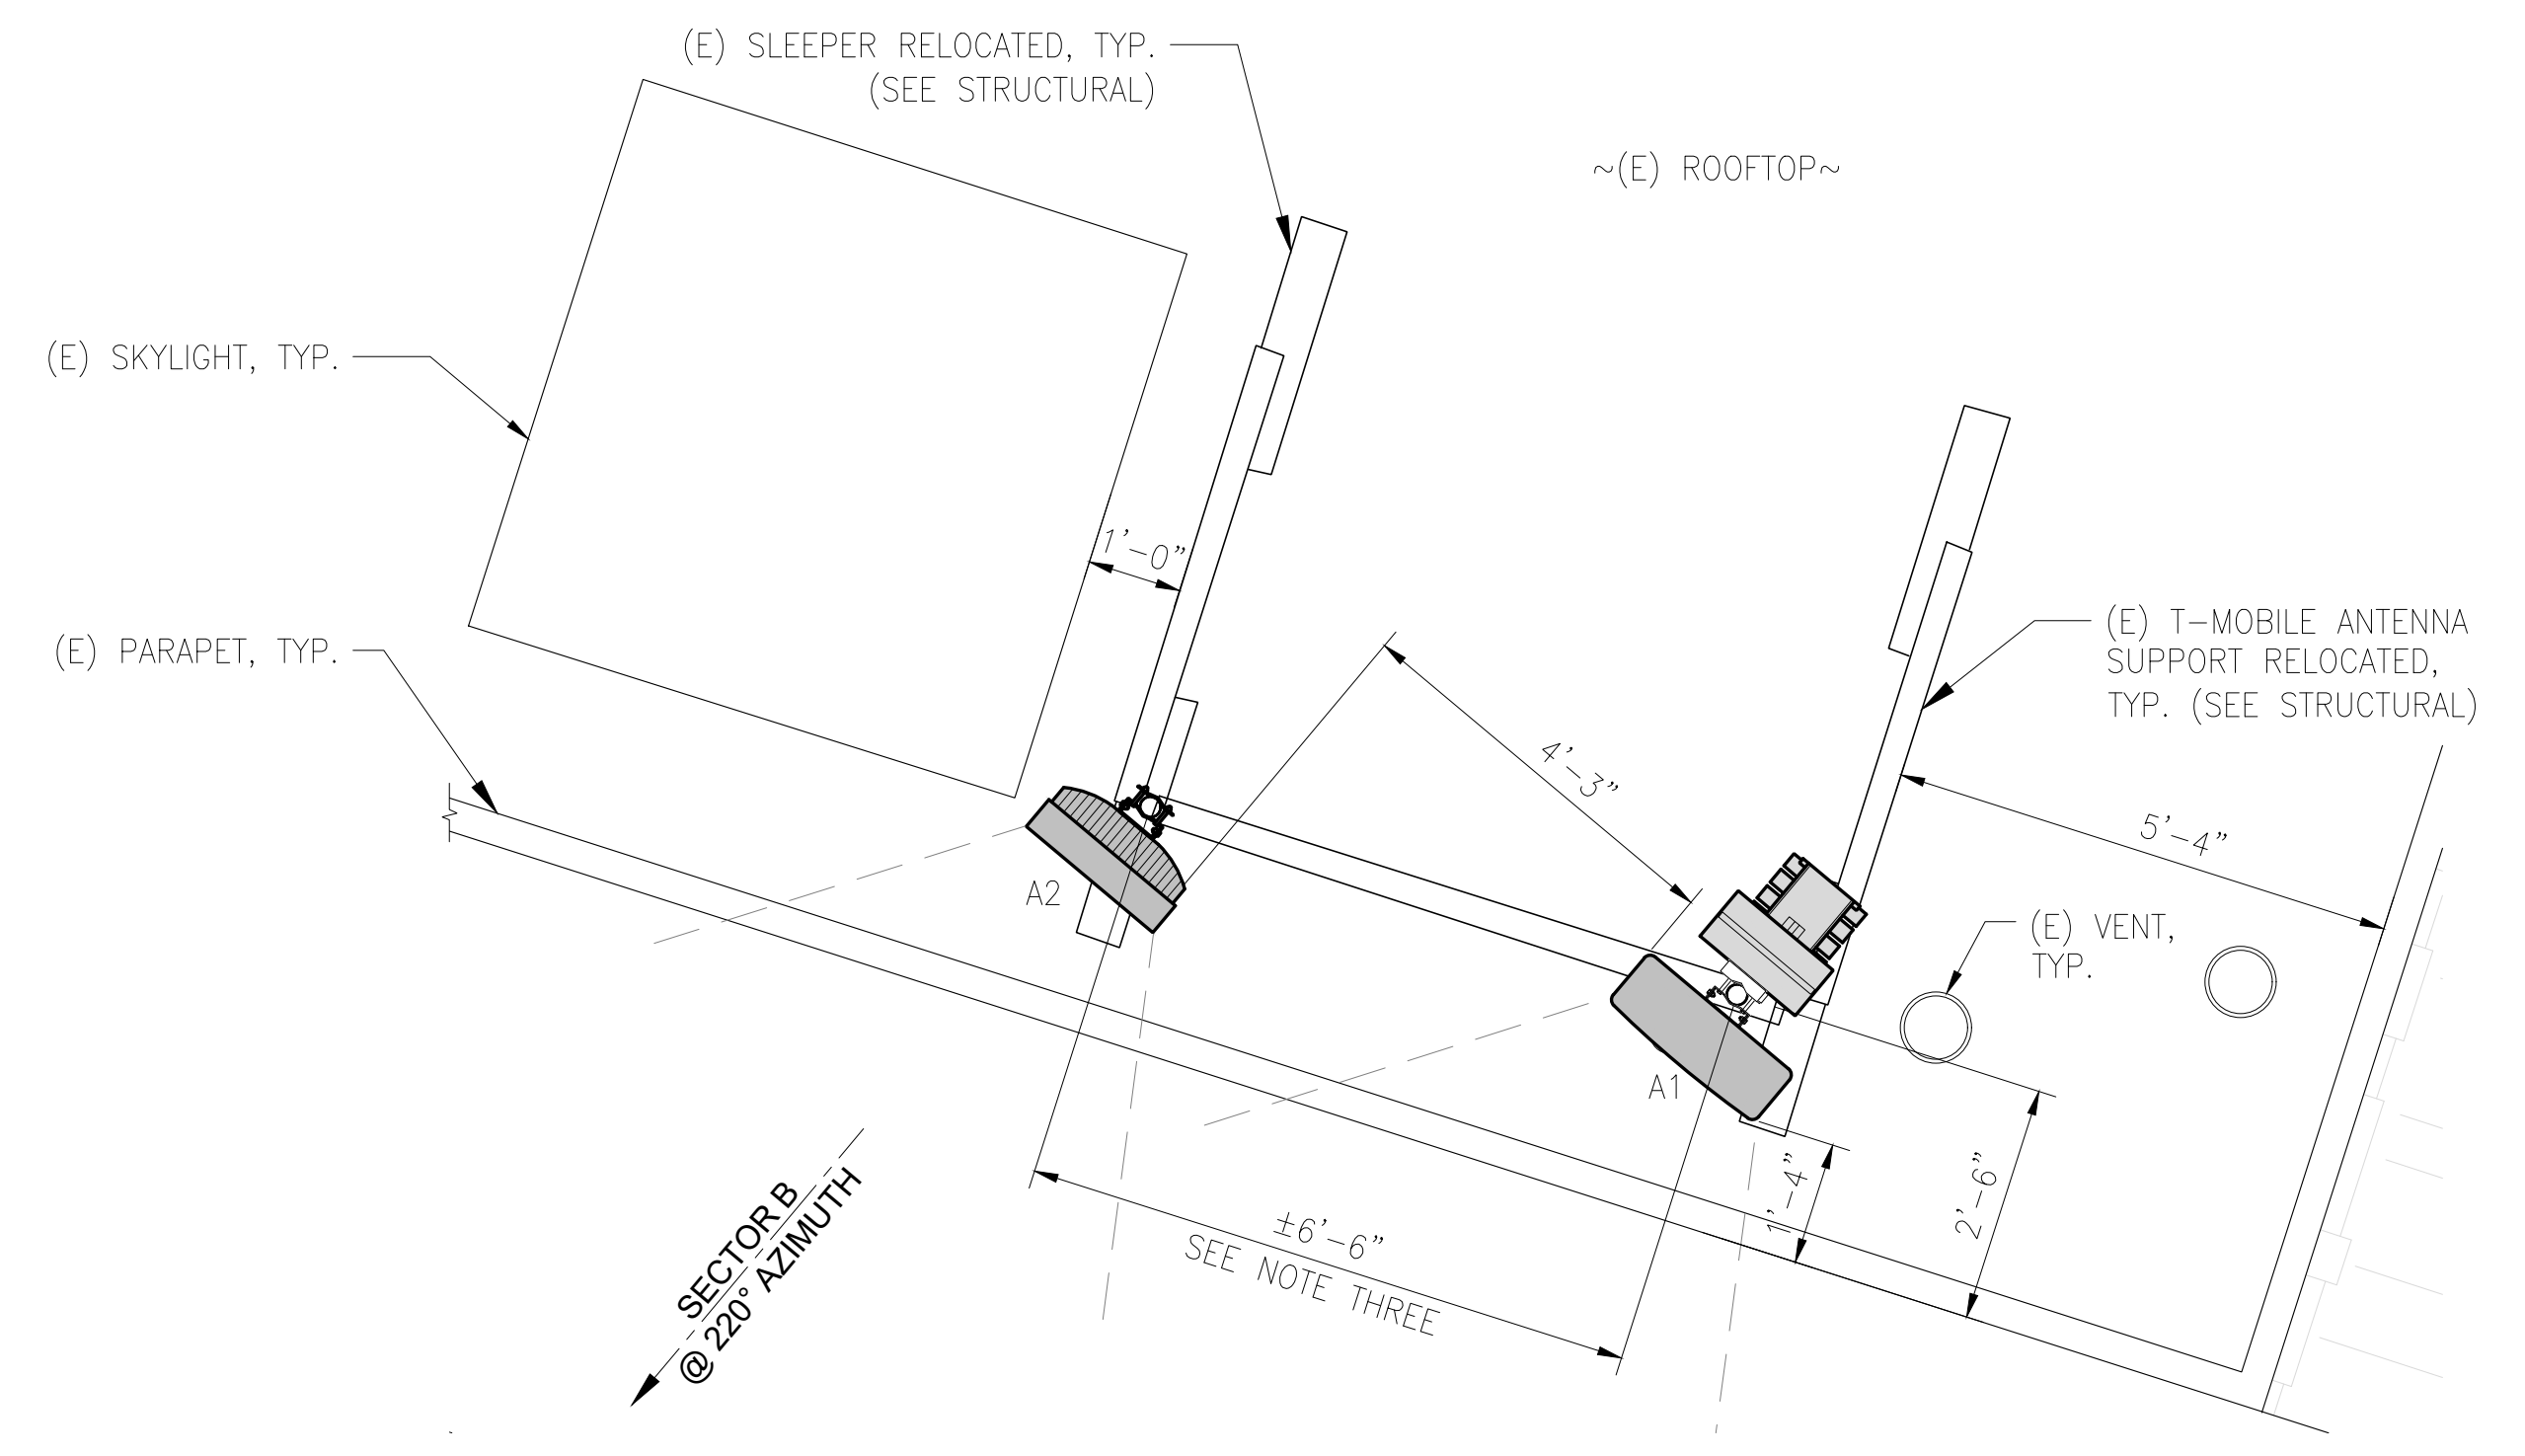 (E) SLEEPER RELOCATED, TYP.
(SEE STRUCTURAL)
~(E) ROOFTOP~
(E) SKYLIGHT, TYP.
1'-0"
(E) PARAPET, TYP.
(E) T-MOBILE ANTENNA
SUPPORT RELOCATED,
TYP. (SEE STRUCTURAL)
4'-3"
5'-4"
A2
(E) VENT,
TYP.
A1
1'-4"
2'-6"
±6'-6"
SEE NOTE THREE
SECTOR B
@ 220° AZIMUTH